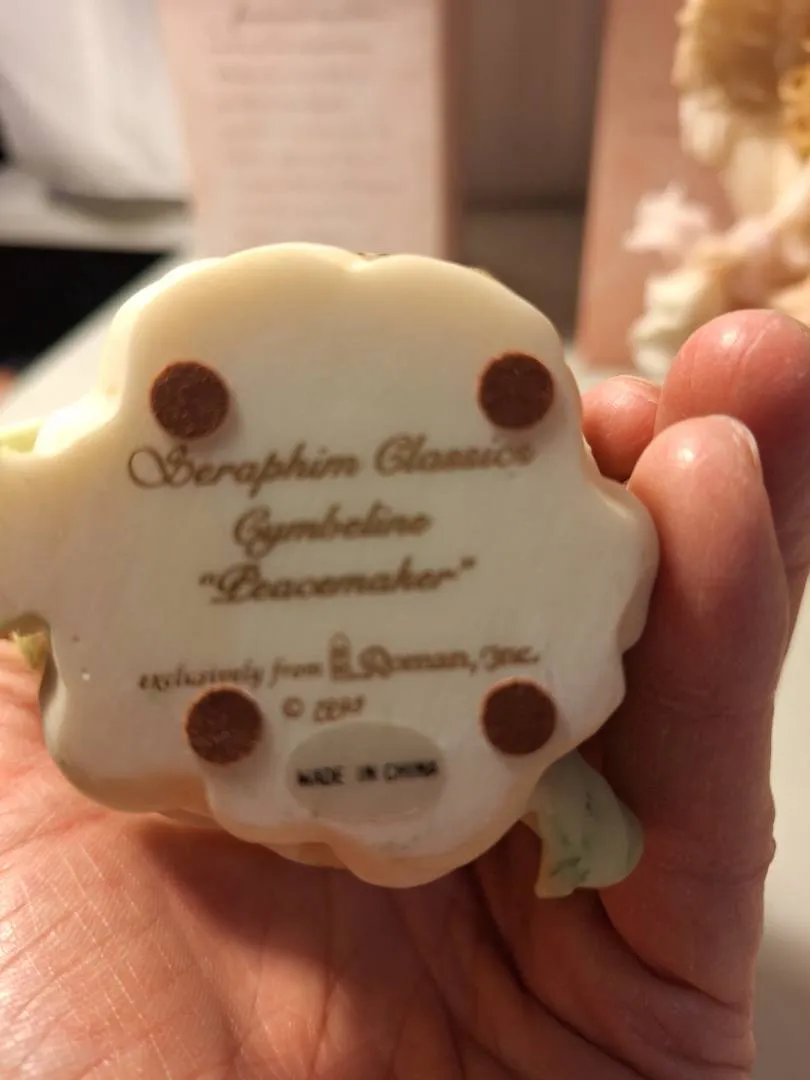 Seraphim Classics
Cymbeline
"Peacemaker"
exclusively from Roman, Inc.
©
MADE IN CHINA